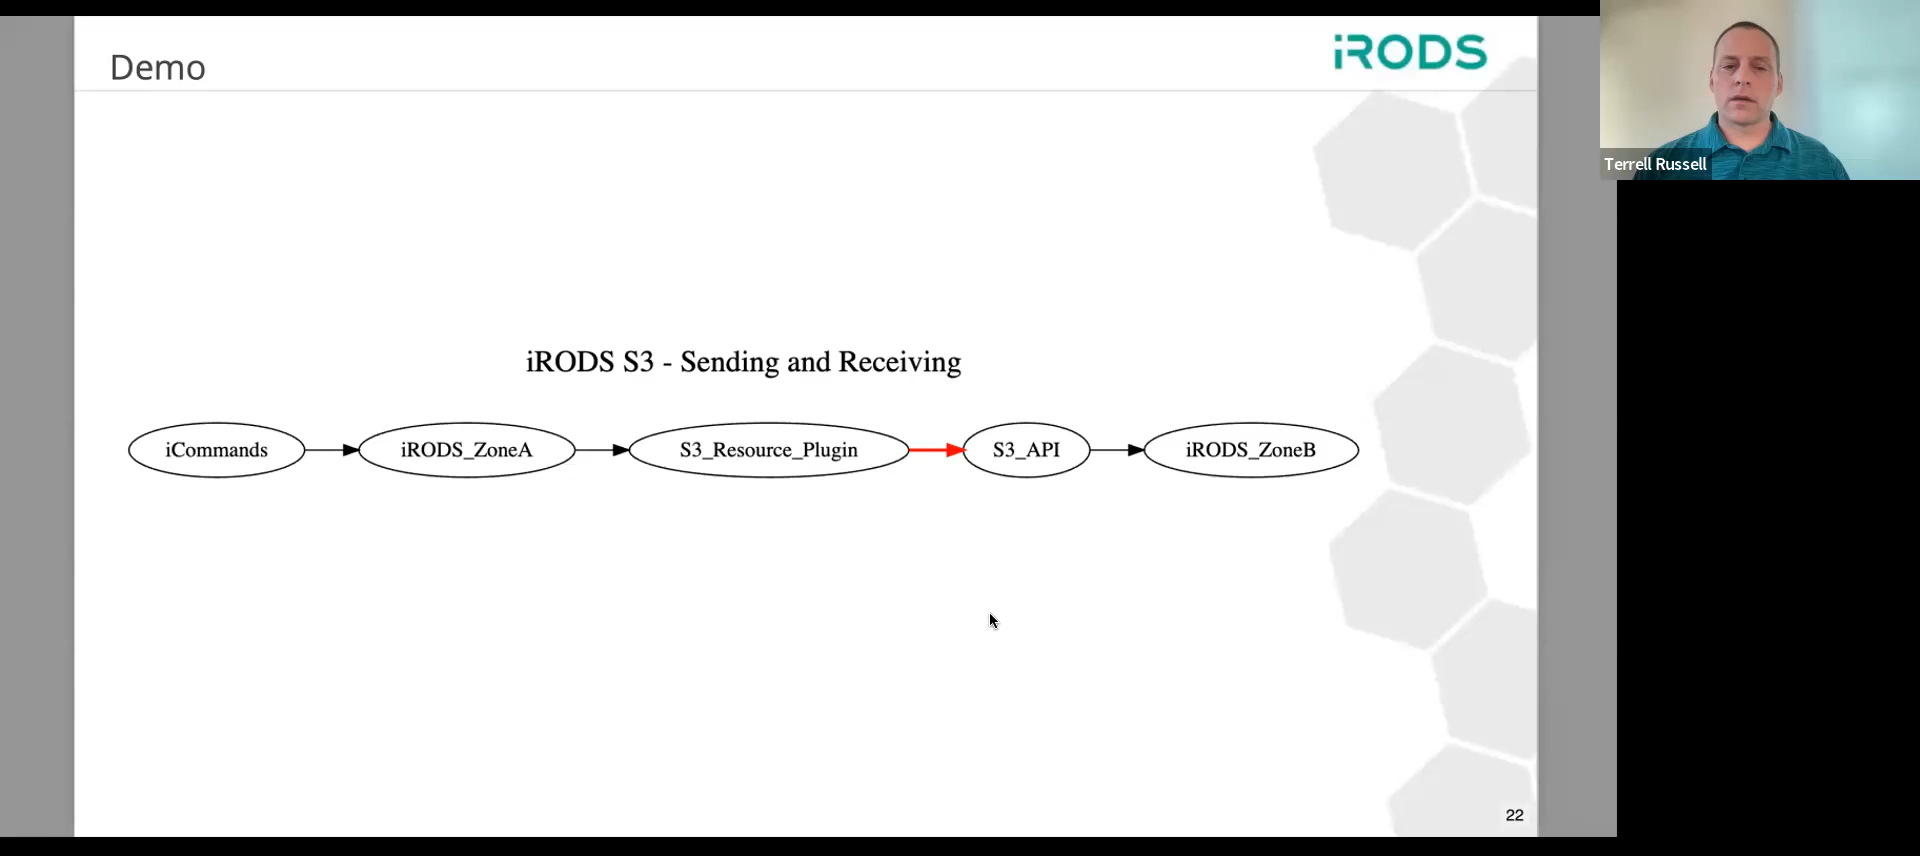 Demo
iRODS
Terrell Russell
iRODS S3 - Sending and Receiving
iCommands
iRODS_ZoneA
S3_Resource_Plugin
S3_API
iRODS_ZoneB
22